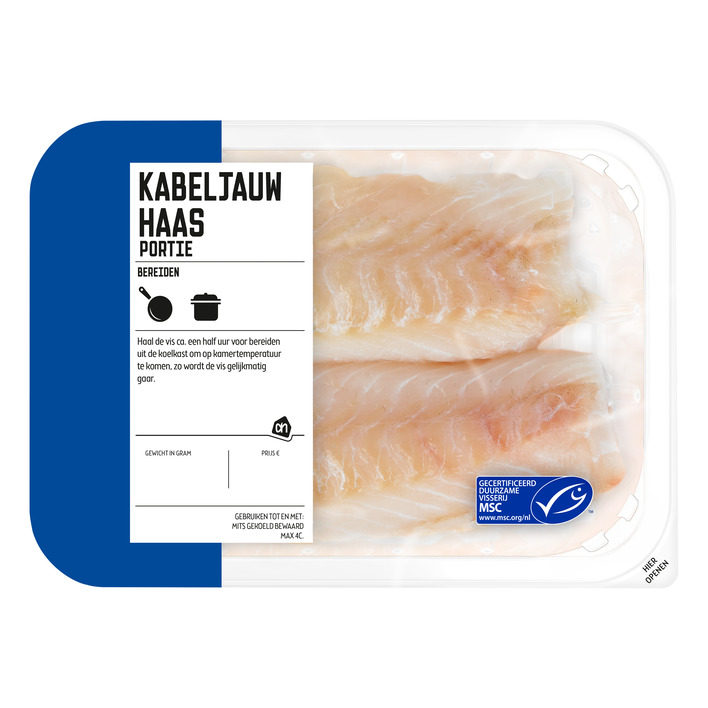 KABELJAUW
HAAS
PORTIE
BEREIDEN
Haal de vis ca. een half uur voor bereiden
uit de koelkast om op kamertemperatuur
te komen, zo wordt de vis gelijkmatig
gaar.
ah
GEWICHT IN GRAM
PRIJS €
GEBRUIKEN TOT EN MET:
MITS GEKOELD BEWAARD
MAX 4C.
GECERTIFICEERD
DUURZAME
VISSERIJ
MSC
www.msc.org/nl
TM
HIER
OPENEN